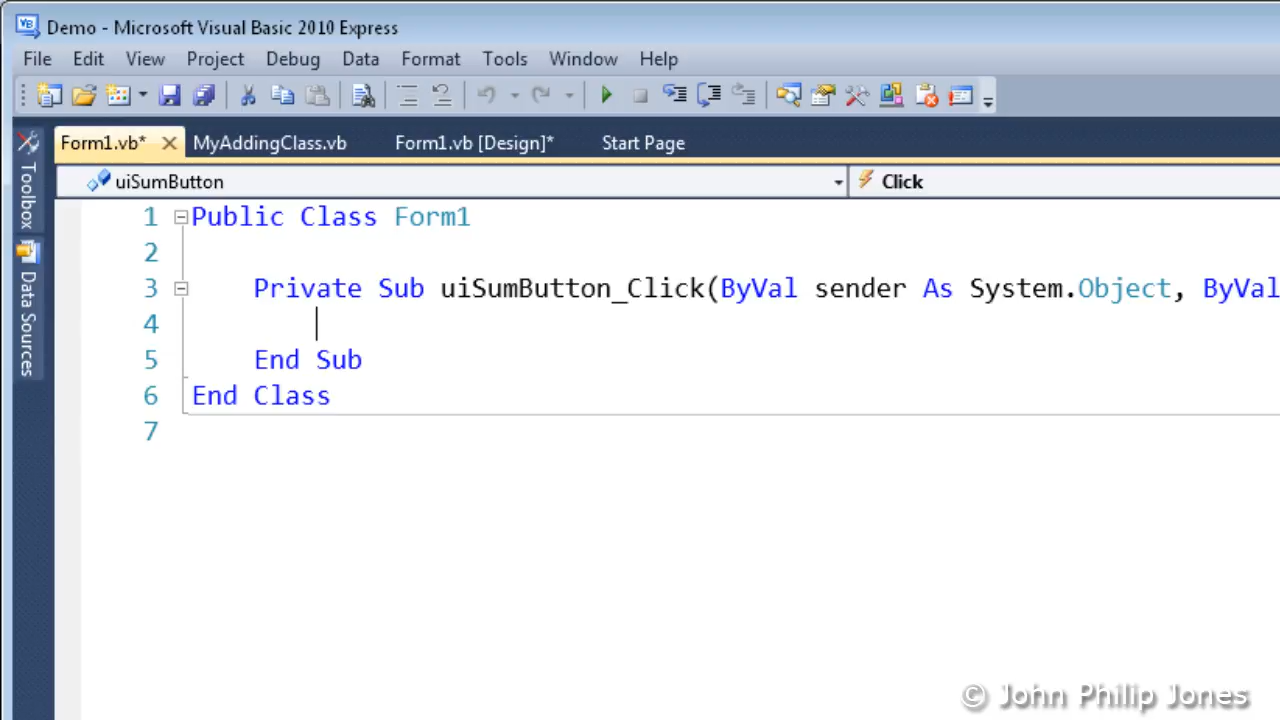 Demo - Microsoft Visual Basic 2010 Express
File Edit View Project Debug Data Format Tools Window Help
Form1.vb* MyAddingClass.vb Form1.vb [Design]* Start Page
Toolbox
Data Sources
uiSumButton Click
1 Public Class Form1
2
3 Private Sub uiSumButton_Click(ByVal sender As System.Object, ByVal
4
5 End Sub
6 End Class
7
© John Philip Jones